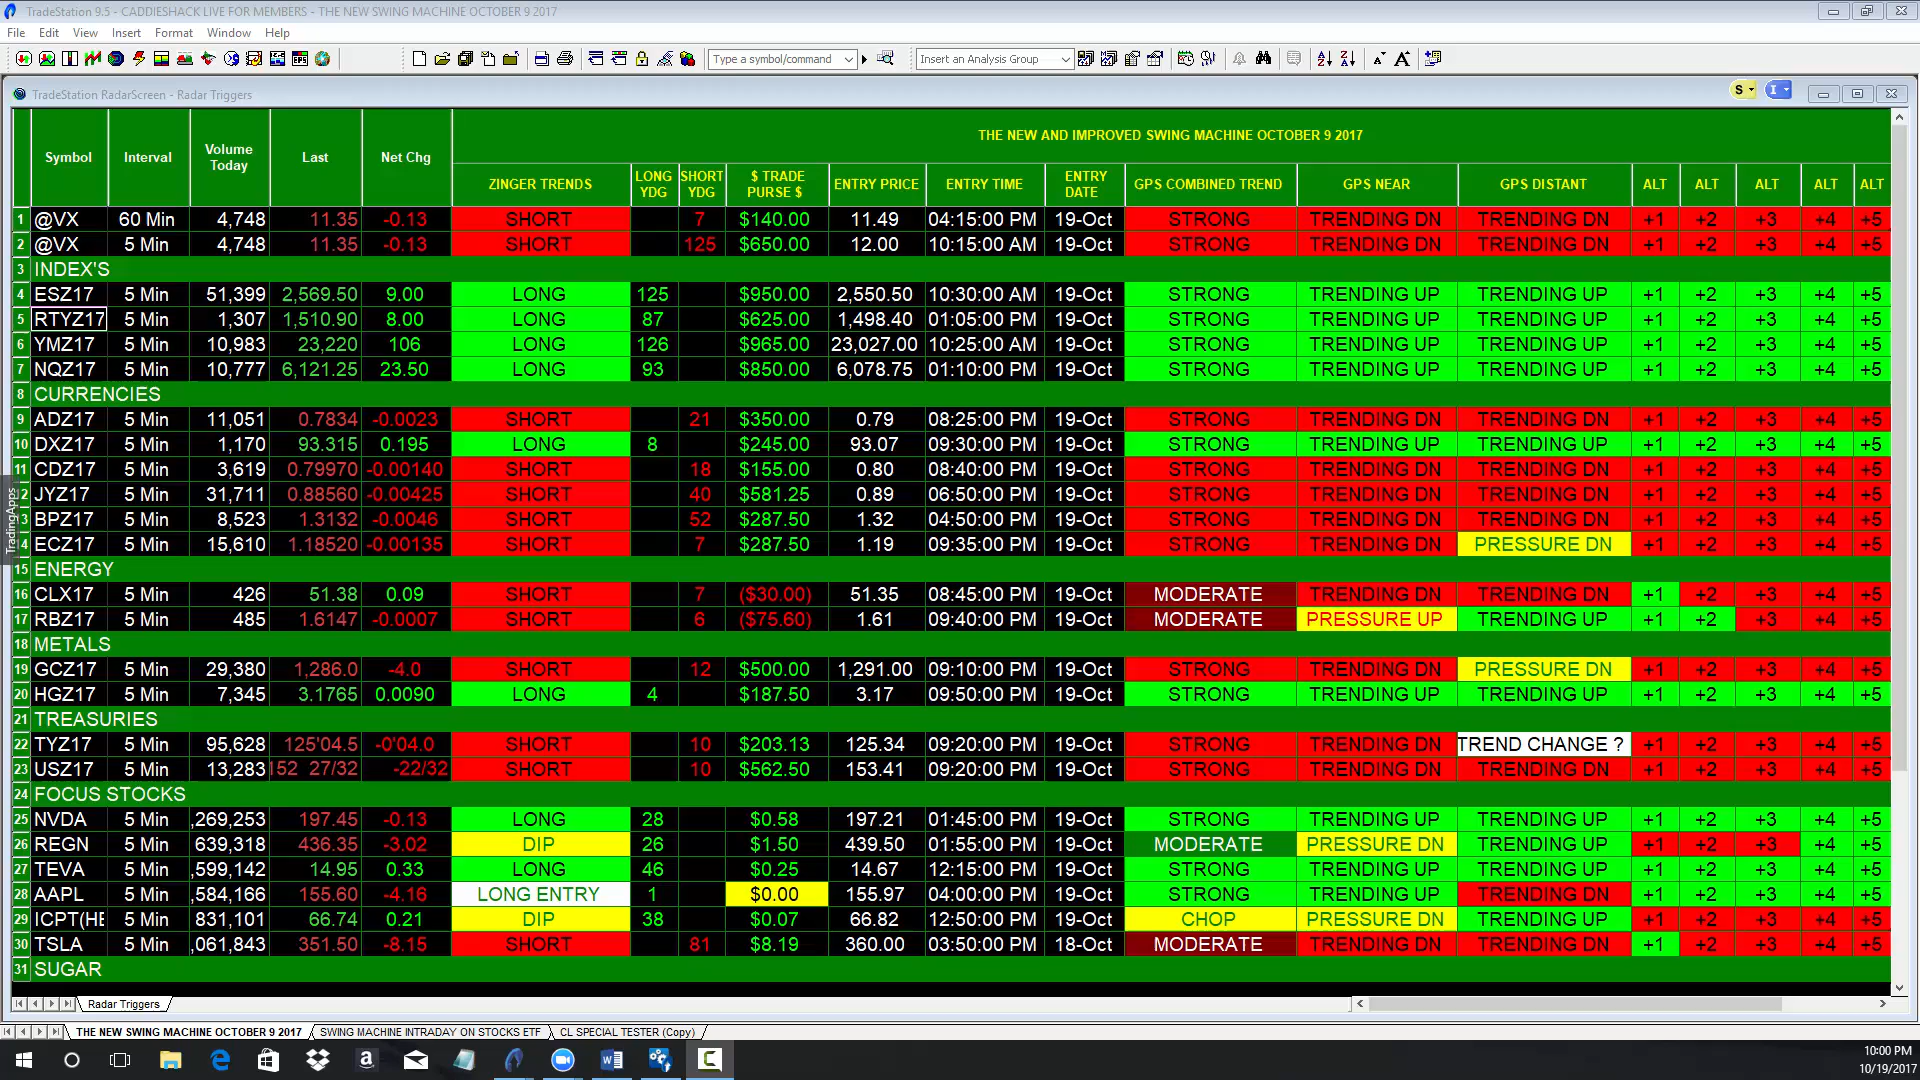 TradeStation 9.5 - CADDIESHACK LIVE FOR MEMBERS - THE NEW SWING MACHINE OCTOBER 9 2017
File Edit View Insert Format Window Help
Type a symbol/command Insert an Analysis Group
TradeStation RadarScreen - Radar Triggers
S I
THE NEW AND IMPROVED SWING MACHINE OCTOBER 9 2017
Symbol Interval Volume Today Last Net Chg ZINGER TRENDS LONG YDG SHORT YDG $ TRADE PURSE $ ENTRY PRICE ENTRY TIME ENTRY DATE GPS COMBINED TREND GPS NEAR GPS DISTANT ALT ALT ALT ALT ALT
1 @VX 60 Min 4,748 11.35 -0.13 SHORT 7 $140.00 11.49 04:15:00 PM 19-Oct STRONG TRENDING DN TRENDING DN +1 +2 +3 +4 +5
2 @VX 5 Min 4,748 11.35 -0.13 SHORT 125 $650.00 12.00 10:15:00 AM 19-Oct STRONG TRENDING DN TRENDING DN +1 +2 +3 +4 +5
3 INDEX'S
4 ESZ17 5 Min 51,399 2,569.50 9.00 LONG 125 $950.00 2,550.50 10:30:00 AM 19-Oct STRONG TRENDING UP TRENDING UP +1 +2 +3 +4 +5
5 RTYZ17 5 Min 1,307 1,510.90 8.00 LONG 87 $625.00 1,498.40 01:05:00 PM 19-Oct STRONG TRENDING UP TRENDING UP +1 +2 +3 +4 +5
6 YMZ17 5 Min 10,983 23,220 106 LONG 126 $965.00 23,027.00 10:25:00 AM 19-Oct STRONG TRENDING UP TRENDING UP +1 +2 +3 +4 +5
7 NQZ17 5 Min 10,777 6,121.25 23.50 LONG 93 $850.00 6,078.75 01:10:00 PM 19-Oct STRONG TRENDING UP TRENDING UP +1 +2 +3 +4 +5
8 CURRENCIES
9 ADZ17 5 Min 11,051 0.7834 -0.0023 SHORT 21 $350.00 0.79 08:25:00 PM 19-Oct STRONG TRENDING DN TRENDING DN +1 +2 +3 +4 +5
10 DXZ17 5 Min 1,170 93.315 0.195 LONG 8 $245.00 93.07 09:30:00 PM 19-Oct STRONG TRENDING UP TRENDING UP +1 +2 +3 +4 +5
11 CDZ17 5 Min 3,619 0.79970 -0.00140 SHORT 18 $155.00 0.80 08:40:00 PM 19-Oct STRONG TRENDING DN TRENDING DN +1 +2 +3 +4 +5
2 JYZ17 5 Min 31,711 0.88560 -0.00425 SHORT 40 $581.25 0.89 06:50:00 PM 19-Oct STRONG TRENDING DN TRENDING DN +1 +2 +3 +4 +5
3 BPZ17 5 Min 8,523 1.3132 -0.0046 SHORT 52 $287.50 1.32 04:50:00 PM 19-Oct STRONG TRENDING DN TRENDING DN +1 +2 +3 +4 +5
4 ECZ17 5 Min 15,610 1.18520 -0.00135 SHORT 7 $287.50 1.19 09:35:00 PM 19-Oct STRONG TRENDING DN PRESSURE DN +1 +2 +3 +4 +5
TradingApps
15 ENERGY
16 CLX17 5 Min 426 51.38 0.09 SHORT 7 ($30.00) 51.35 08:45:00 PM 19-Oct MODERATE TRENDING DN TRENDING DN +1 +2 +3 +4 +5
17 RBZ17 5 Min 485 1.6147 -0.0007 SHORT 6 ($75.60) 1.61 09:40:00 PM 19-Oct MODERATE PRESSURE UP TRENDING UP +1 +2 +3 +4 +5
18 METALS
19 GCZ17 5 Min 29,380 1,286.0 -4.0 SHORT 12 $500.00 1,291.00 09:10:00 PM 19-Oct STRONG TRENDING DN PRESSURE DN +1 +2 +3 +4 +5
20 HGZ17 5 Min 7,345 3.1765 0.0090 LONG 4 $187.50 3.17 09:50:00 PM 19-Oct STRONG TRENDING UP TRENDING UP +1 +2 +3 +4 +5
21 TREASURIES
22 TYZ17 5 Min 95,628 125'04.5 -0'04.0 SHORT 10 $203.13 125.34 09:20:00 PM 19-Oct STRONG TRENDING DN TREND CHANGE ? +1 +2 +3 +4 +5
23 USZ17 5 Min 13,283 152 27/32 -22/32 SHORT 10 $562.50 153.41 09:20:00 PM 19-Oct STRONG TRENDING DN TRENDING DN +1 +2 +3 +4 +5
24 FOCUS STOCKS
25 NVDA 5 Min ,269,253 197.45 -0.13 LONG 28 $0.58 197.21 01:45:00 PM 19-Oct STRONG TRENDING UP TRENDING UP +1 +2 +3 +4 +5
26 REGN 5 Min 639,318 436.35 -3.02 DIP 26 $1.50 439.50 01:55:00 PM 19-Oct MODERATE PRESSURE DN TRENDING UP +1 +2 +3 +4 +5
27 TEVA 5 Min ,599,142 14.95 0.33 LONG 46 $0.25 14.67 12:15:00 PM 19-Oct STRONG TRENDING UP TRENDING UP +1 +2 +3 +4 +5
28 AAPL 5 Min ,584,166 155.60 -4.16 LONG ENTRY 1 $0.00 155.97 04:00:00 PM 19-Oct STRONG TRENDING UP TRENDING DN +1 +2 +3 +4 +5
29 ICPT(HE 5 Min 831,101 66.74 0.21 DIP 38 $0.07 66.82 12:50:00 PM 19-Oct CHOP PRESSURE DN TRENDING UP +1 +2 +3 +4 +5
30 TSLA 5 Min ,061,843 351.50 -8.15 SHORT 81 $8.19 360.00 03:50:00 PM 18-Oct MODERATE TRENDING DN TRENDING DN +1 +2 +3 +4 +5
31 SUGAR
Radar Triggers
THE NEW SWING MACHINE OCTOBER 9 2017 SWING MACHINE INTRADAY ON STOCKS ETF CL SPECIAL TESTER (Copy)
10:00 PM
10/19/2017